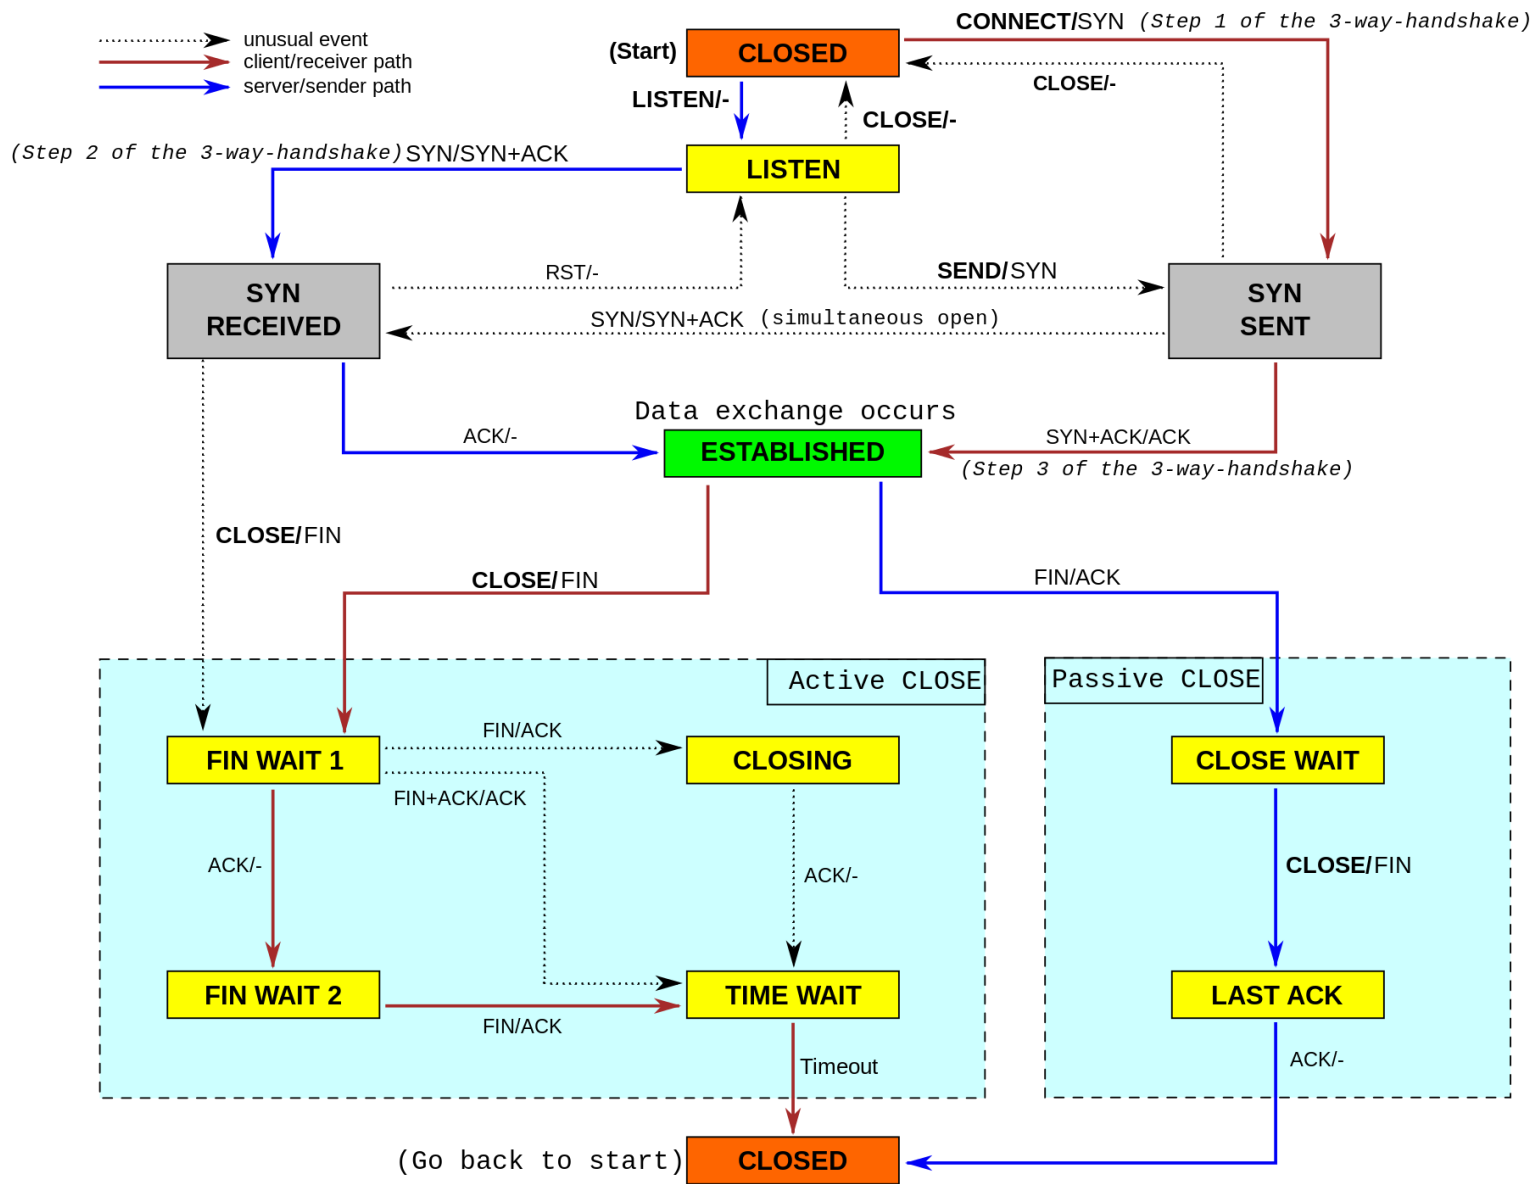 CONNECT/SYN (Step 1 of the 3-way-handshake)
unusual event
client/receiver path
server/sender path
(Start)
CLOSED
CLOSE/-
LISTEN/-
CLOSE/-
(Step 2 of the 3-way-handshake) SYN/SYN+ACK
LISTEN
RST/-
SEND/SYN
SYN
RECEIVED
SYN
SENT
SYN/SYN+ACK (simultaneous open)
Data exchange occurs
ACK/-
ESTABLISHED
SYN+ACK/ACK
(Step 3 of the 3-way-handshake)
CLOSE/FIN
CLOSE/FIN
FIN/ACK
Active CLOSE
Passive CLOSE
FIN WAIT 1
FIN/ACK
CLOSING
CLOSE WAIT
FIN+ACK/ACK
ACK/-
ACK/-
CLOSE/FIN
FIN WAIT 2
TIME WAIT
LAST ACK
FIN/ACK
Timeout
ACK/-
(Go back to start)
CLOSED